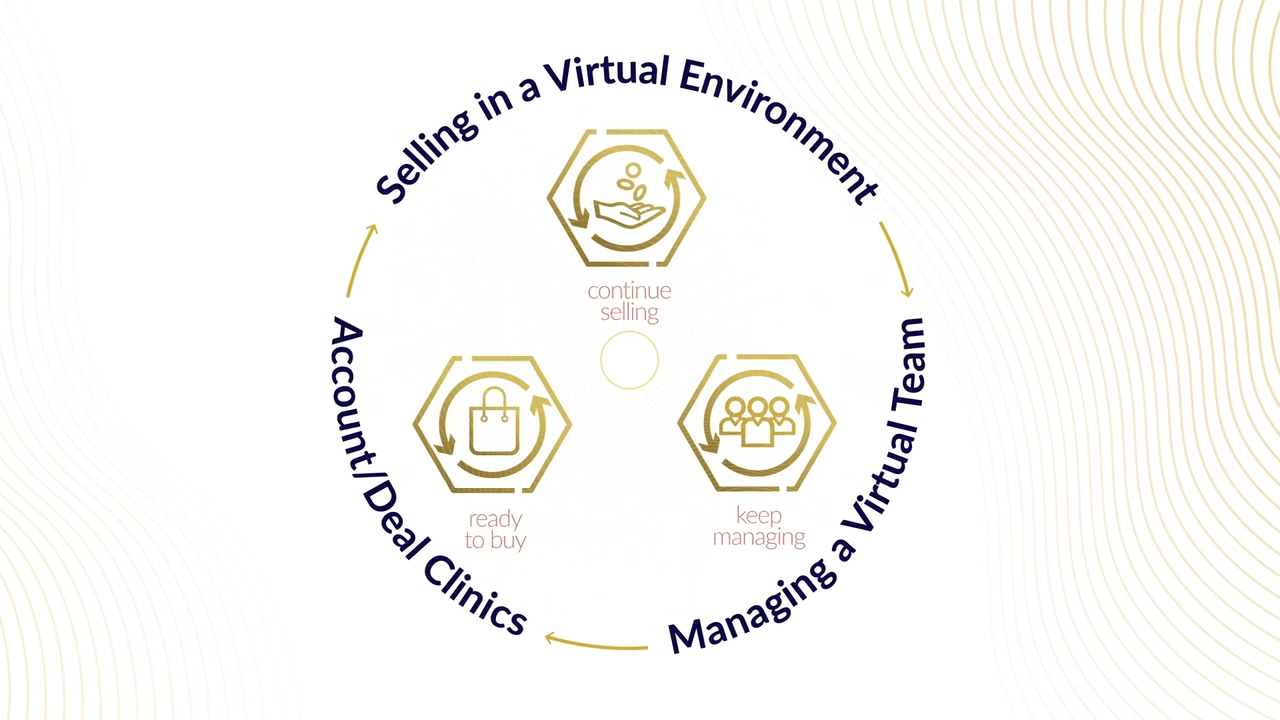 Selling in a Virtual Environment
continue
selling
Managing a Virtual Team
keep
managing
Account/Deal Clinics
ready
to buy